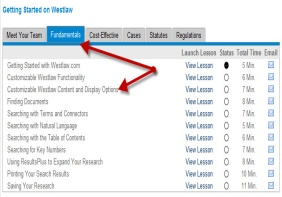 Getting Started on Westlaw
Meet Your Team Fundamentals Cost-Effective Cases Statutes Regulations
Launch Lesson Status Total Time Email
Getting Started with Westlaw.com View Lesson 5 Min.
Customizable Westlaw Functionality View Lesson 6 Min.
Customizable Westlaw Content and Display Options View Lesson 7 Min.
Finding Documents View Lesson 8 Min.
Searching with Terms and Connectors View Lesson 7 Min.
Searching with Natural Language View Lesson 5 Min.
Searching with the Table of Contents View Lesson 6 Min.
Searching for Key Numbers View Lesson 7 Min.
Using ResultsPlus to Expand Your Research View Lesson 8 Min.
Printing Your Search Results View Lesson 10 Min.
Saving Your Research View Lesson 11 Min.